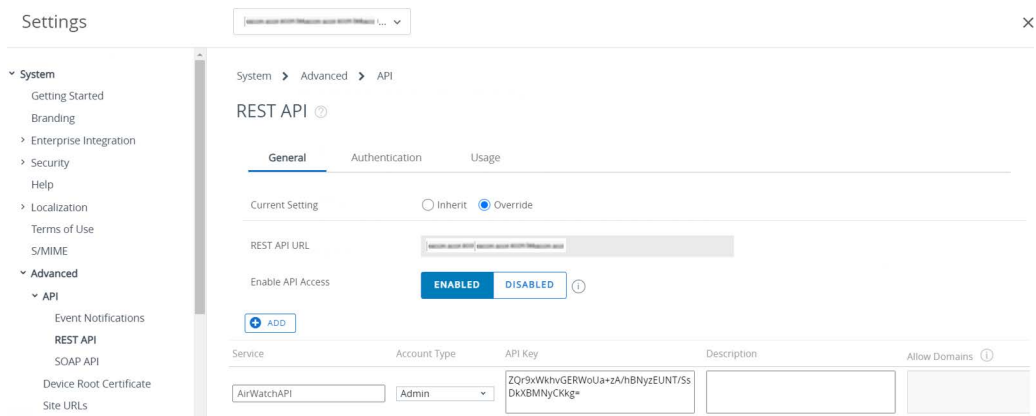 Settings
System
Getting Started
Branding
Enterprise Integration
Security
Help
Localization
Terms of Use
S/MIME
Advanced
API
Event Notifications
REST API
SOAP API
Device Root Certificate
Site URLs
System > Advanced > API
REST API
General Authentication Usage
Current Setting Inherit Override
REST API URL
Enable API Access ENABLED DISABLED
ADD
Service Account Type API Key Description Allow Domains
AirWatchAPI Admin ZQr9xWkhvGERWoUa+zA/hBNyzEUNT/Ss
DkXBMNyCKkg=